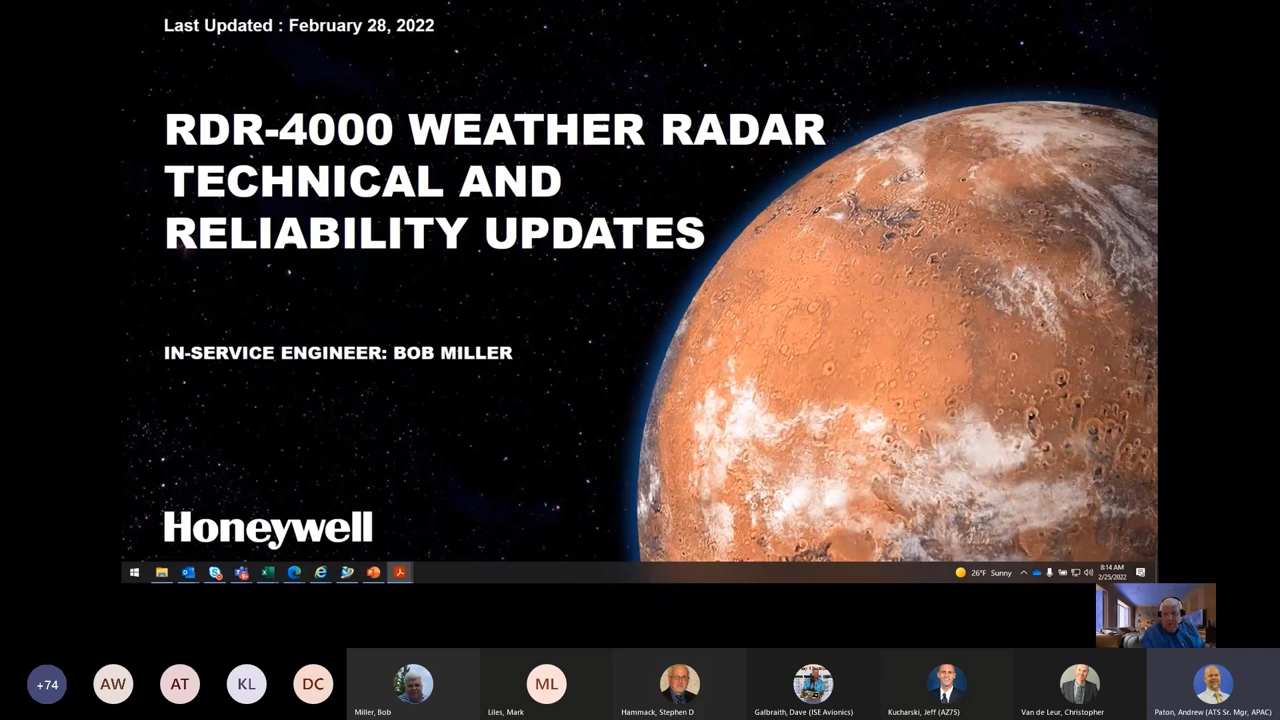 Last Updated : February 28, 2022
RDR-4000 WEATHER RADAR
TECHNICAL AND
RELIABILITY UPDATES
IN-SERVICE ENGINEER: BOB MILLER
Honeywell
26°F Sunny
8:14 AM
2/25/2022
+74
AW
AT
KL
DC
ML
Miller, Bob
Liles, Mark
Hammack, Stephen D
Galbraith, Dave (ISE Avionics)
Kucharski, Jeff (AZ75)
Van de Leur, Christopher
Paton, Andrew (ATS Sr. Mgr, APAC)